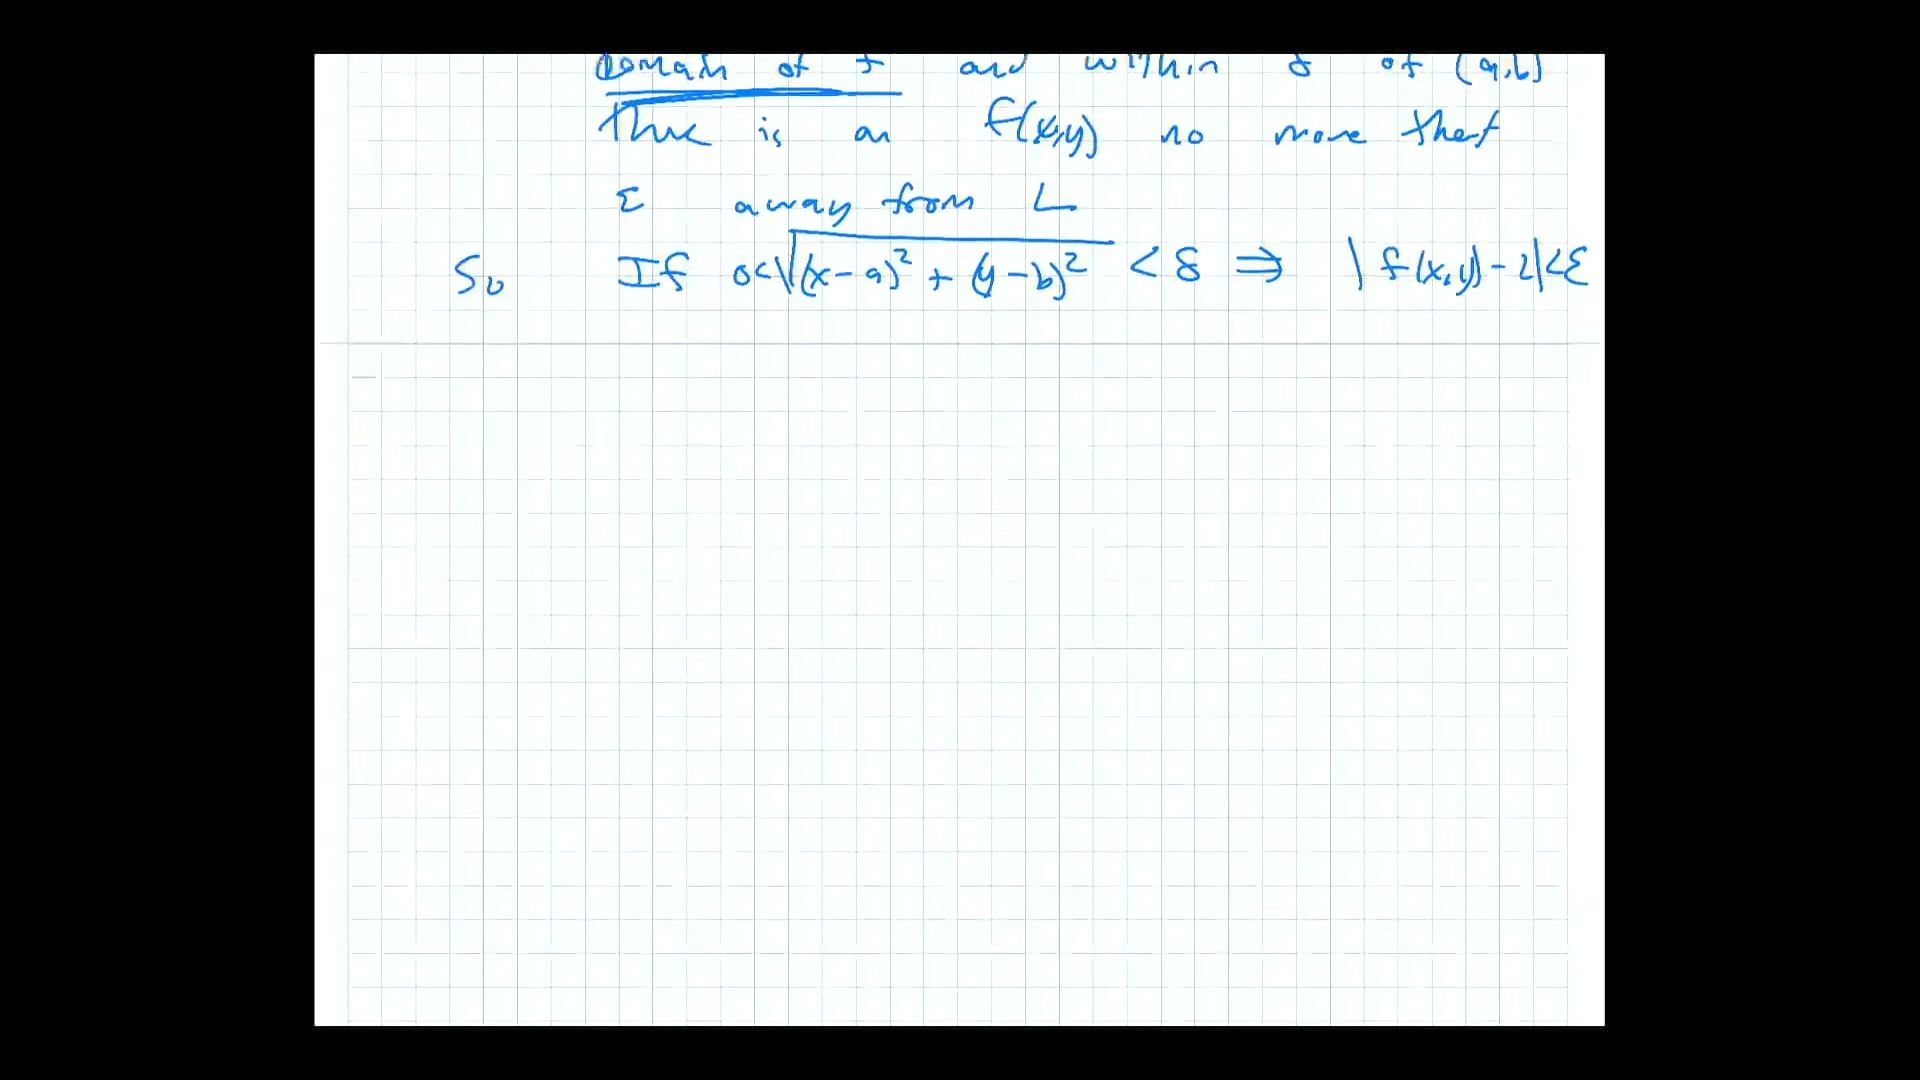 Domain of f and within δ of (a,b)
there is an f(x,y) no more that
ε away from L
So If 0<√(x-a)² + (y-b)² < δ ⇒ | f(x,y) - L|<ε